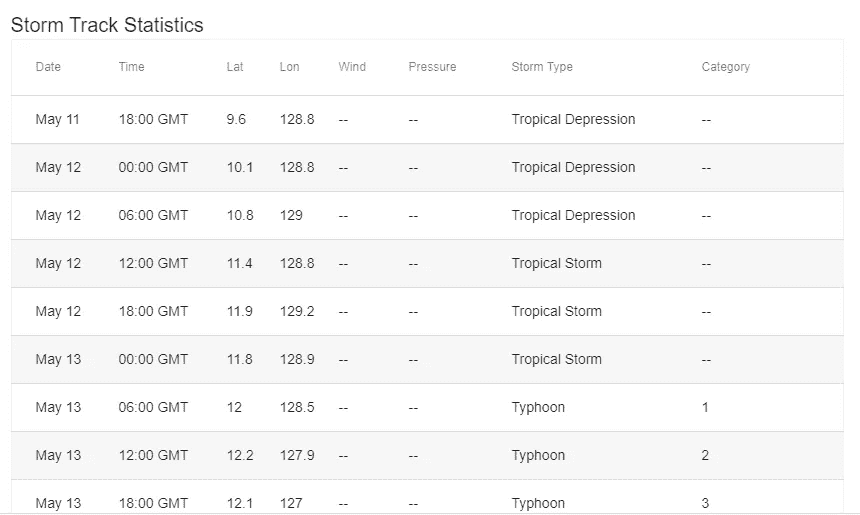 Storm Track Statistics
Date Time Lat Lon Wind Pressure Storm Type Category
May 11 18:00 GMT 9.6 128.8 -- -- Tropical Depression --
May 12 00:00 GMT 10.1 128.8 -- -- Tropical Depression --
May 12 06:00 GMT 10.8 129 -- -- Tropical Depression --
May 12 12:00 GMT 11.4 128.8 -- -- Tropical Storm --
May 12 18:00 GMT 11.9 129.2 -- -- Tropical Storm --
May 13 00:00 GMT 11.8 128.9 -- -- Tropical Storm --
May 13 06:00 GMT 12 128.5 -- -- Typhoon 1
May 13 12:00 GMT 12.2 127.9 -- -- Typhoon 2
May 13 18:00 GMT 12.1 127 -- -- Typhoon 3